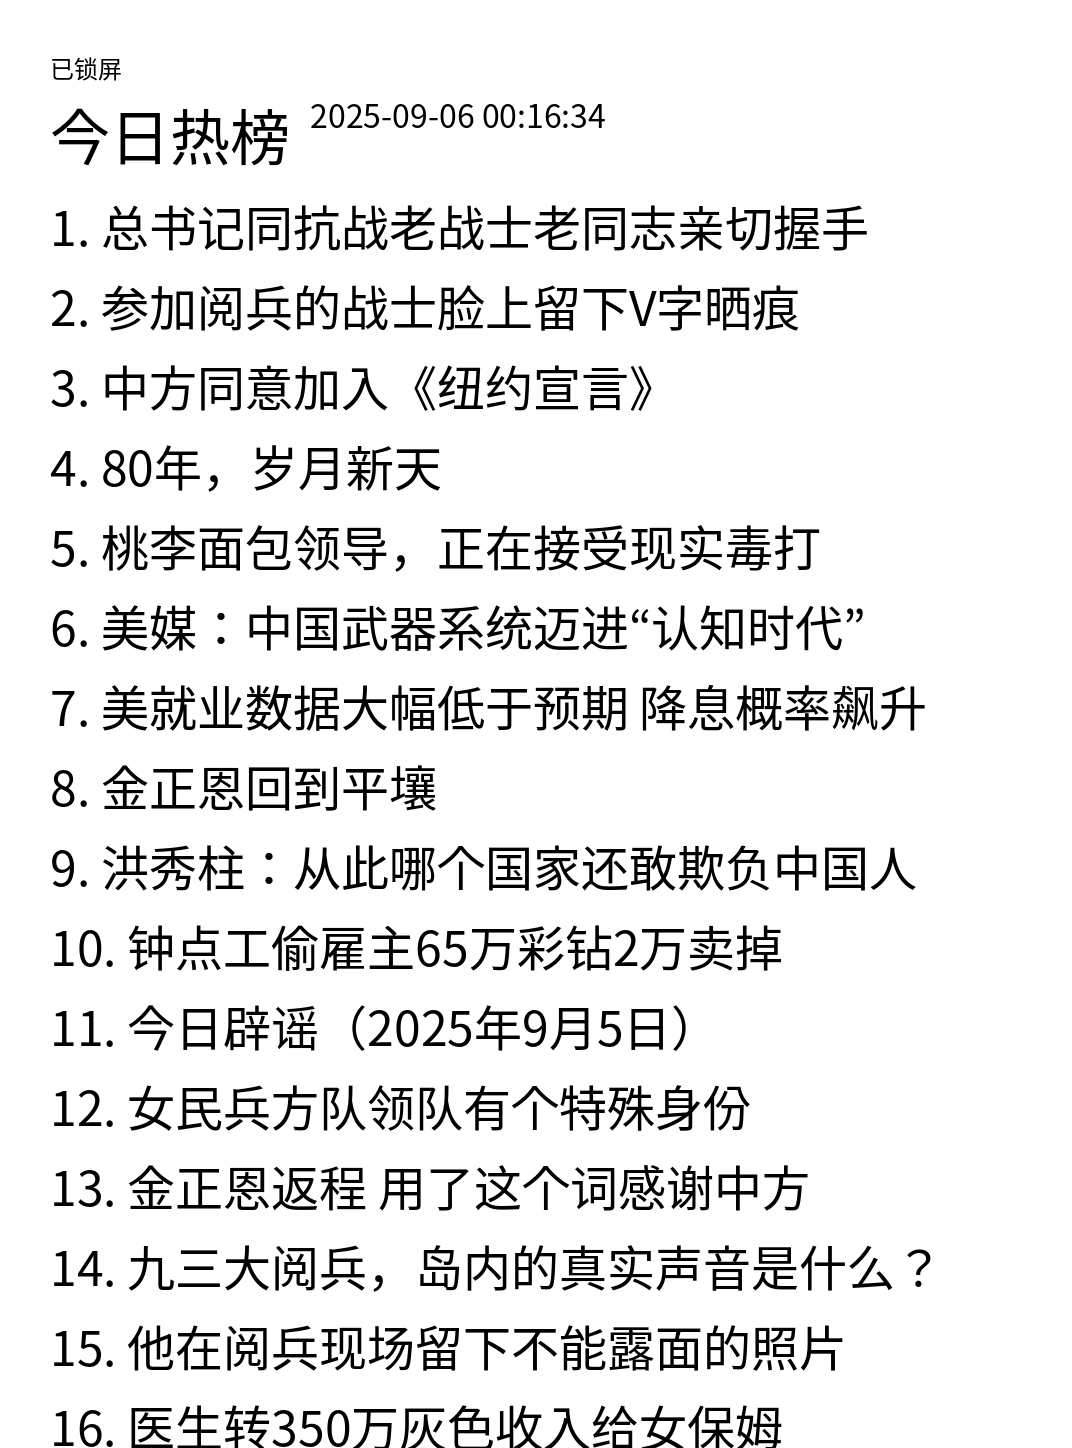 已锁屏
今日热榜 2025-09-06 00:16:34
1. 总书记同抗战老战士老同志亲切握手
2. 参加阅兵的战士脸上留下V字晒痕
3. 中方同意加入《纽约宣言》
4. 80年，岁月新天
5. 桃李面包领导，正在接受现实毒打
6. 美媒：中国武器系统迈进“认知时代”
7. 美就业数据大幅低于预期 降息概率飙升
8. 金正恩回到平壤
9. 洪秀柱：从此哪个国家还敢欺负中国人
10. 钟点工偷雇主65万彩钻2万卖掉
11. 今日辟谣（2025年9月5日）
12. 女民兵方队领队有个特殊身份
13. 金正恩返程 用了这个词感谢中方
14. 九三大阅兵，岛内的真实声音是什么？
15. 他在阅兵现场留下不能露面的照片
16. 医生转350万灰色收入给女保姆